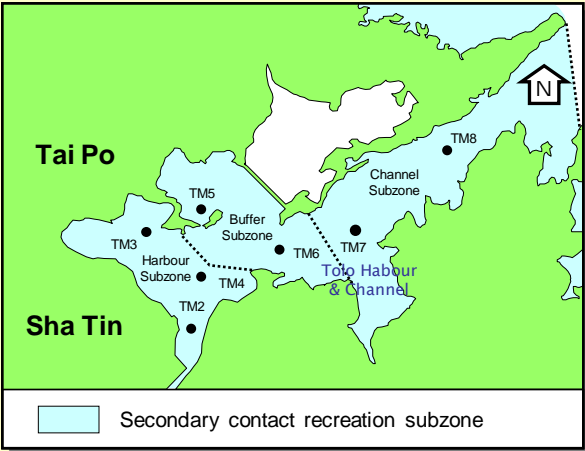 N
TM8
Tai Po
Channel
Subzone
TM5
Buffer
Subzone
TM3
TM7
TM6
Harbour
Subzone
Tolo Habour
& Channel
TM4
TM2
Sha Tin
Secondary contact recreation subzone